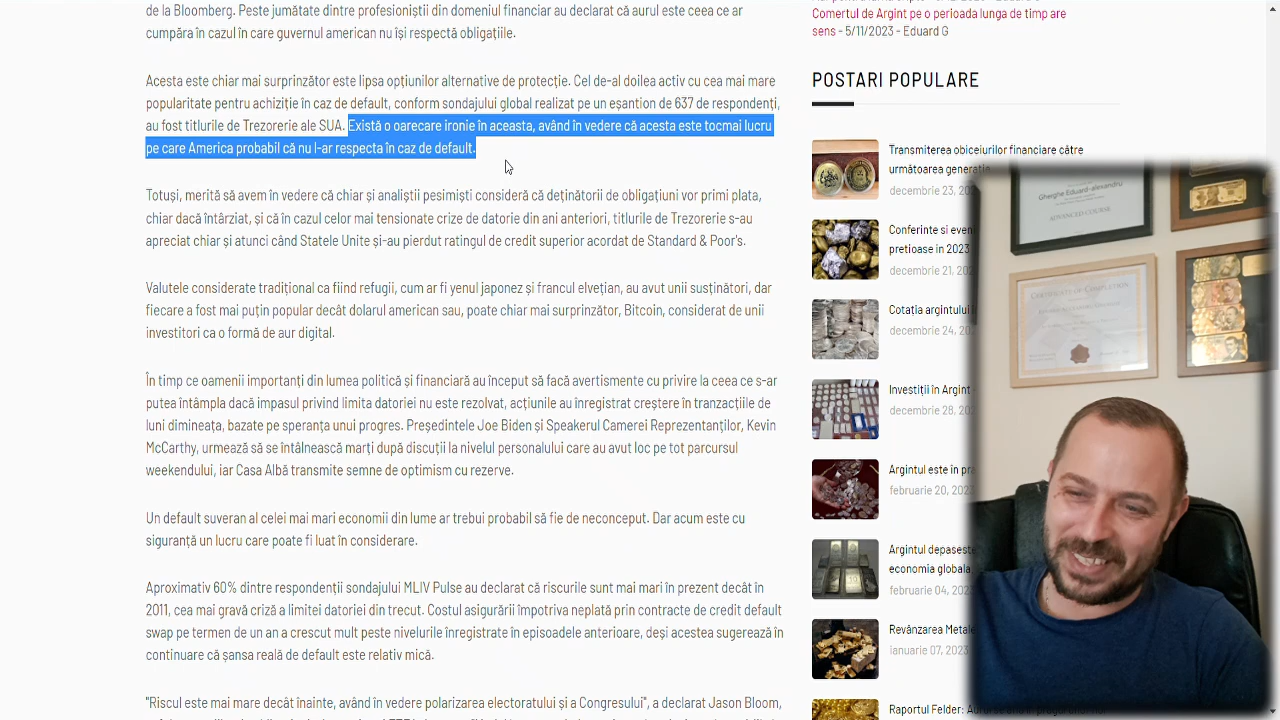 de la Bloomberg. Peste jumătate dintre profesioniștii din domeniul financiar au declarat că aurul este ceea ce ar
cumpăra în cazul în care guvernul american nu își respectă obligațiile.
Acesta este chiar mai surprinzător este lipsa opțiunilor alternative de protecție. Cel de-al doilea activ cu cea mai mare
popularitate pentru achiziție în caz de default, conform sondajului global realizat pe un eșantion de 637 de respondenți,
au fost titlurile de Trezorerie ale SUA. Există o oarecare ironie în aceasta, având în vedere că acesta este tocmai lucru
pe care America probabil că nu l-ar respecta în caz de default.
Totuși, merită să avem în vedere că chiar și analiștii pesimiști consideră că deținătorii de obligațiuni vor primi plata,
chiar dacă întârziat, și că în cazul celor mai tensionate crize de datorie din ani anteriori, titlurile de Trezorerie s-au
apreciat chiar și atunci când Statele Unite și-au pierdut ratingul de credit superior acordat de Standard & Poor's.
Valutele considerate tradițional ca fiind refugii, cum ar fi yenul japonez și francul elvețian, au avut unii susținători, dar
fiecare a fost mai puțin popular decât dolarul american sau, poate chiar mai surprinzător, Bitcoin, considerat de unii
investitori ca o formă de aur digital.
În timp ce oamenii importanți din lumea politică și financiară au început să facă avertismente cu privire la ceea ce s-ar
putea întâmpla dacă impasul privind limita datoriei nu este rezolvat, acțiunile au înregistrat creștere în tranzacțiile de
luni dimineața, bazate pe speranța unui progres. Președintele Joe Biden și Speakerul Camerei Reprezentanților, Kevin
McCarthy, urmează să se întâlnească marți după discuții la nivelul personalului care au avut loc pe tot parcursul
weekendului, iar Casa Albă transmite semne de optimism cu rezerve.
Un default suveran al celei mai mari economii din lume ar trebui probabil să fie de neconceput. Dar acum este cu
siguranță un lucru care poate fi luat în considerare.
Aproximativ 60% dintre respondenții sondajului MLIV Pulse au declarat că riscurile sunt mai mari în prezent decât în
2011, cea mai gravă criză a limitei datoriei din trecut. Costul asigurării împotriva neplată prin contracte de credit default
swap pe termen de un an a crescut mult peste nivelurile înregistrate în episoadele anterioare, deși acestea sugerează în
continuare că șansa reală de default este relativ mică.
"Riscul este mai mare decât înainte, având în vedere polarizarea electoratului și a Congresului", a declarat Jason Bloom,
Comertul de Argint pe o perioada lunga de timp are
sens - 5/11/2023 - Eduard G
POSTARI POPULARE
Transmiterea obiceiurilor financiare către
următoarea generatie
decembrie 23, 20
Conferinte si even
pretioase in 2023
decembrie 21, 202
Cotația argintului
decembrie 24,
Investiții în Argint
decembrie 28, 202
Argintul este în pra
februarie 20, 2023
Argintul depaseste
economia globala
februarie 04, 2023
Revânzarea Metale
ianuarie 07, 2023
Raportul Felder:
Gherghe Eduard-alexandru
ADVANCED COURSE
CERTIFICATE OF COMPLETION